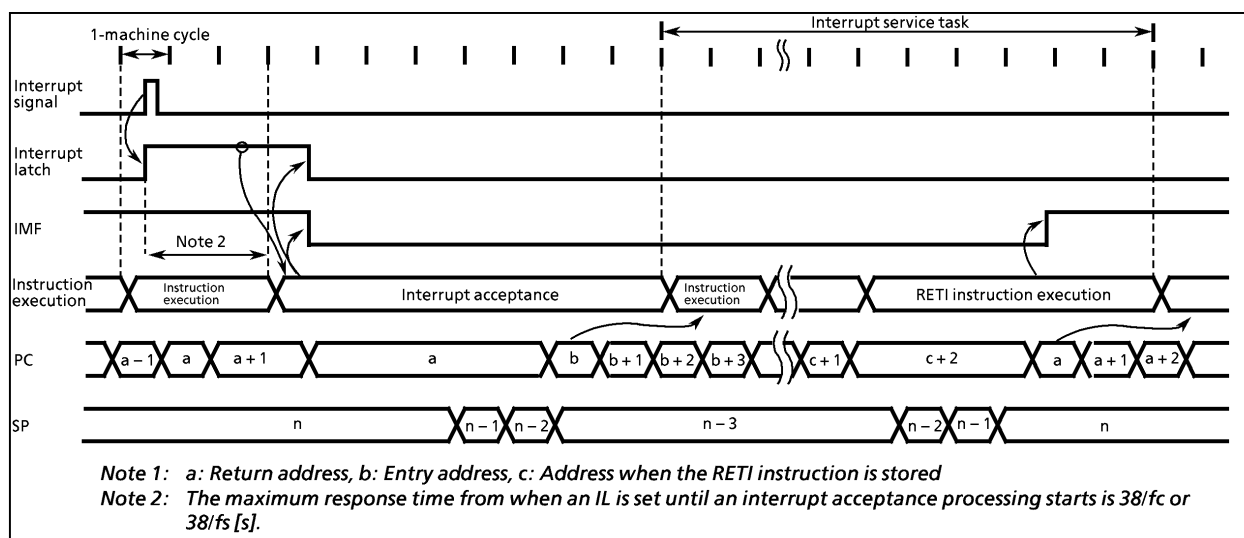 Interrupt service task
1-machine cycle
Interrupt
signal
Interrupt
latch
IMF
Note 2
Instruction
execution
Instruction
execution
Interrupt acceptance
Instruction
execution
RETI instruction execution
PC
a – 1
a
a + 1
a
b
b + 1
b + 2
b + 3
c + 1
c + 2
a
a + 1
a + 2
SP
n
n – 1
n – 2
n – 3
n – 2
n – 1
n
Note 1: a: Return address, b: Entry address, c: Address when the RETI instruction is stored
Note 2: The maximum response time from when an IL is set until an interrupt acceptance processing starts is 38/fc or
38/fs [s].